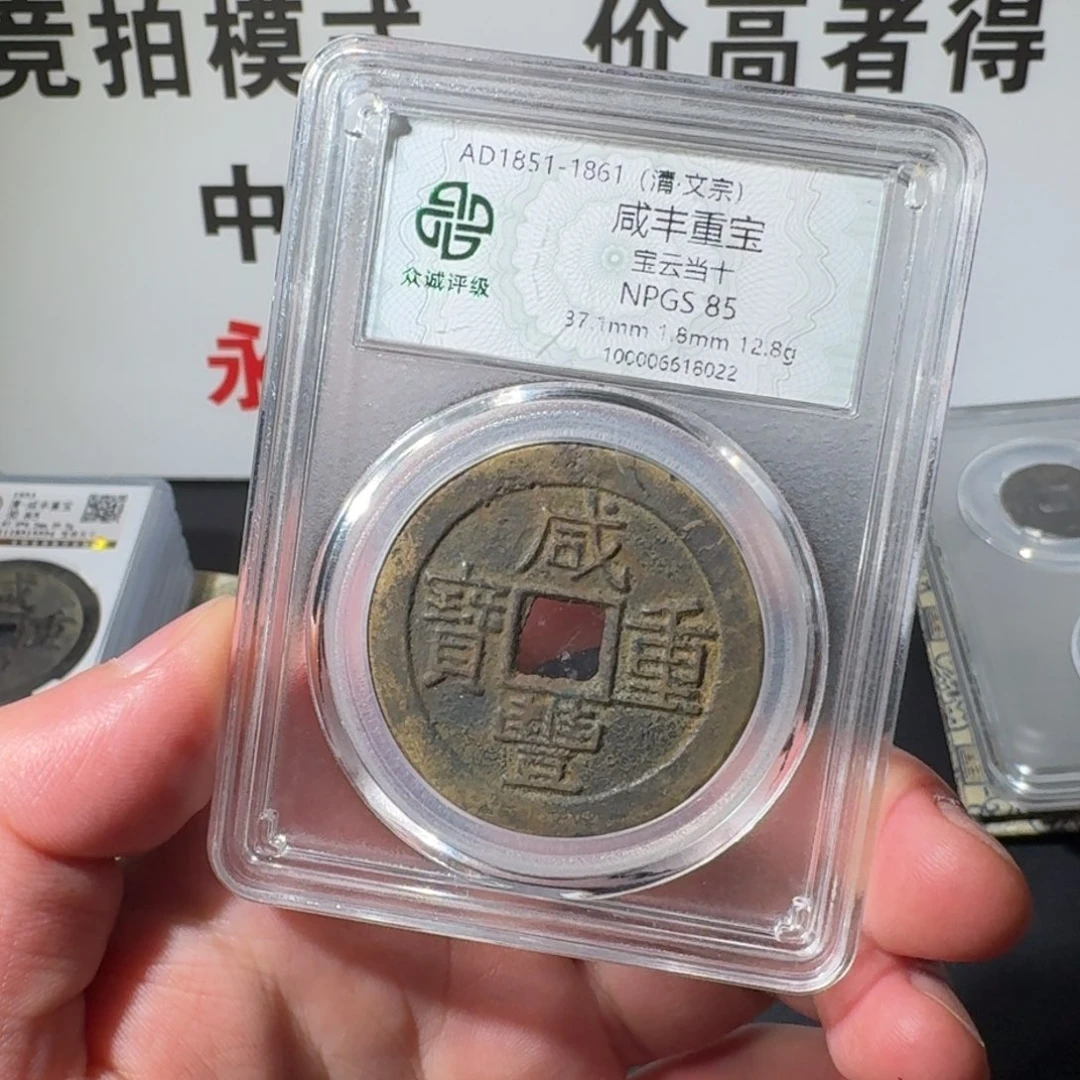 竞拍模式 价高者得
中
永
AD1851-1861 (清·文宗)
咸丰重宝
宝云当十
NPGS 85
37.1mm 1.8mm 12.8g
100006618022
众诚评级
咸
豐
重
寶